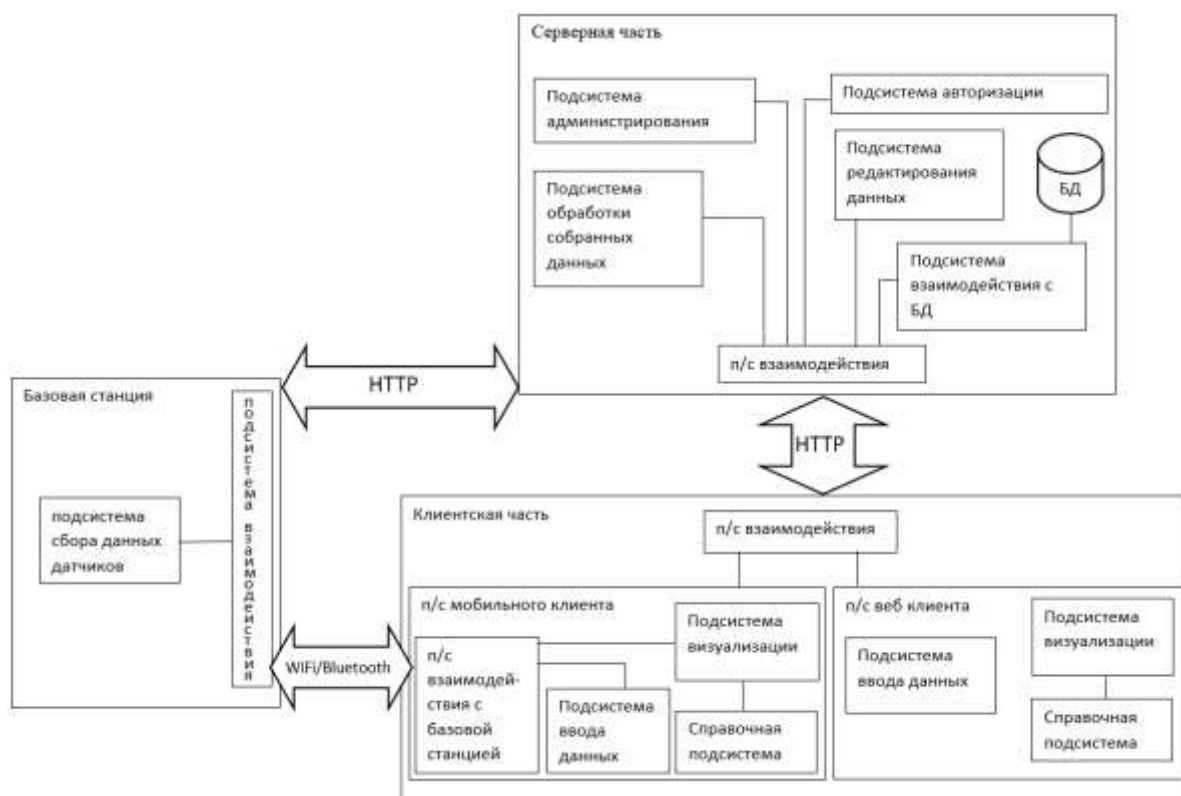 Серверная часть
Подсистема
администрирования
Подсистема авторизации
Подсистема
редактирования
данных
БД
Подсистема
обработки
собранных
данных
Подсистема
взаимодействия с
БД
п/с взаимодействия
HTTP
HTTP
Базовая станция
подсистема взаимодействия
подсистема
сбора данных
датчиков
WiFi/Bluetooth
Клиентская часть
п/с взаимодействия
п/с мобильного клиента
Подсистема
визуализации
п/с
взаимодей-
ствия с
базовой
станцией
Подсистема
ввода
данных
Справочная
подсистема
п/с веб клиента
Подсистема
визуализации
Подсистема
ввода данных
Справочная
подсистема